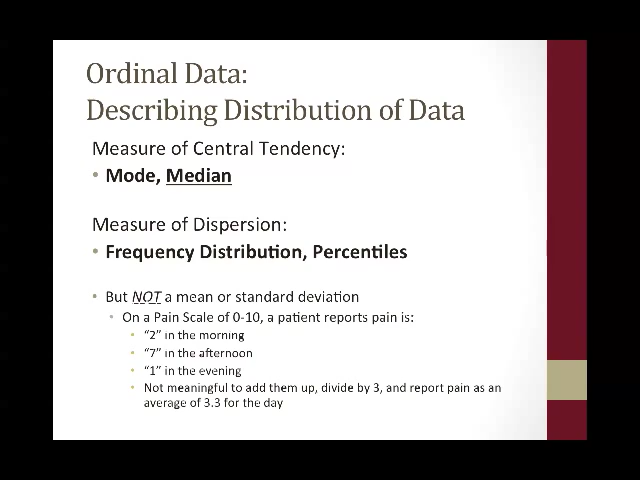 Ordinal Data:
Describing Distribution of Data
Measure of Central Tendency:
• Mode, Median
Measure of Dispersion:
• Frequency Distribution, Percentiles
• But NOT a mean or standard deviation
• On a Pain Scale of 0-10, a patient reports pain is:
• “2” in the morning
• “7” in the afternoon
• “1” in the evening
• Not meaningful to add them up, divide by 3, and report pain as an
average of 3.3 for the day